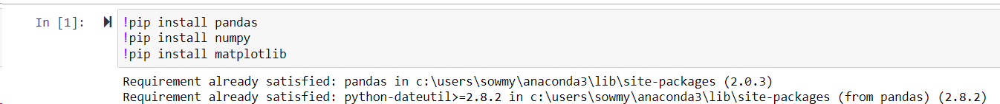 In [1]:
!pip install pandas
!pip install numpy
!pip install matplotlib
Requirement already satisfied: pandas in c:\users\sowmy\anaconda3\lib\site-packages (2.0.3)
Requirement already satisfied: python-dateutil>=2.8.2 in c:\users\sowmy\anaconda3\lib\site-packages (from pandas) (2.8.2)